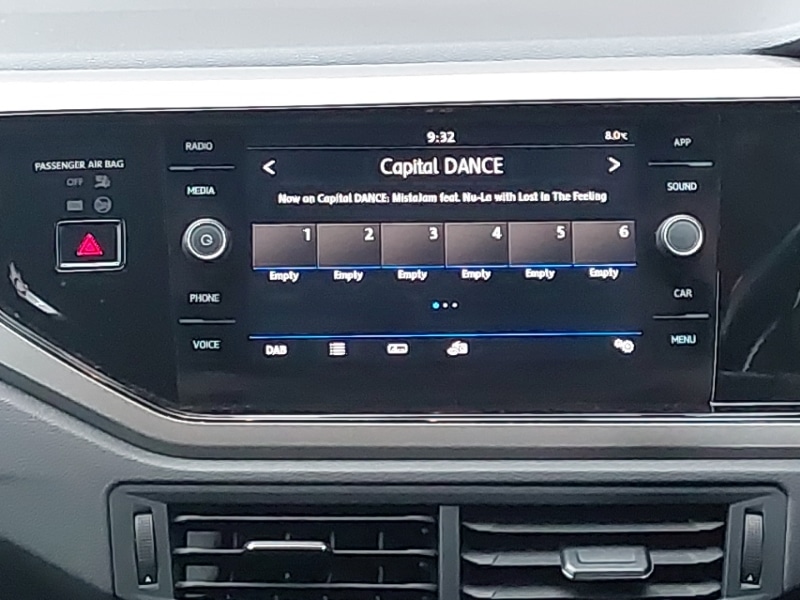 9:32 8.0°C
RADIO
APP
PASSENGER AIR BAG
OFF
< Capital DANCE >
MEDIA
SOUND
Now on Capital DANCE: MistaJam feat. Nu-La with Lost In The Feeling
1 2 3 4 5 6
Empty Empty Empty Empty Empty Empty
PHONE
CAR
VOICE
DAB
MENU